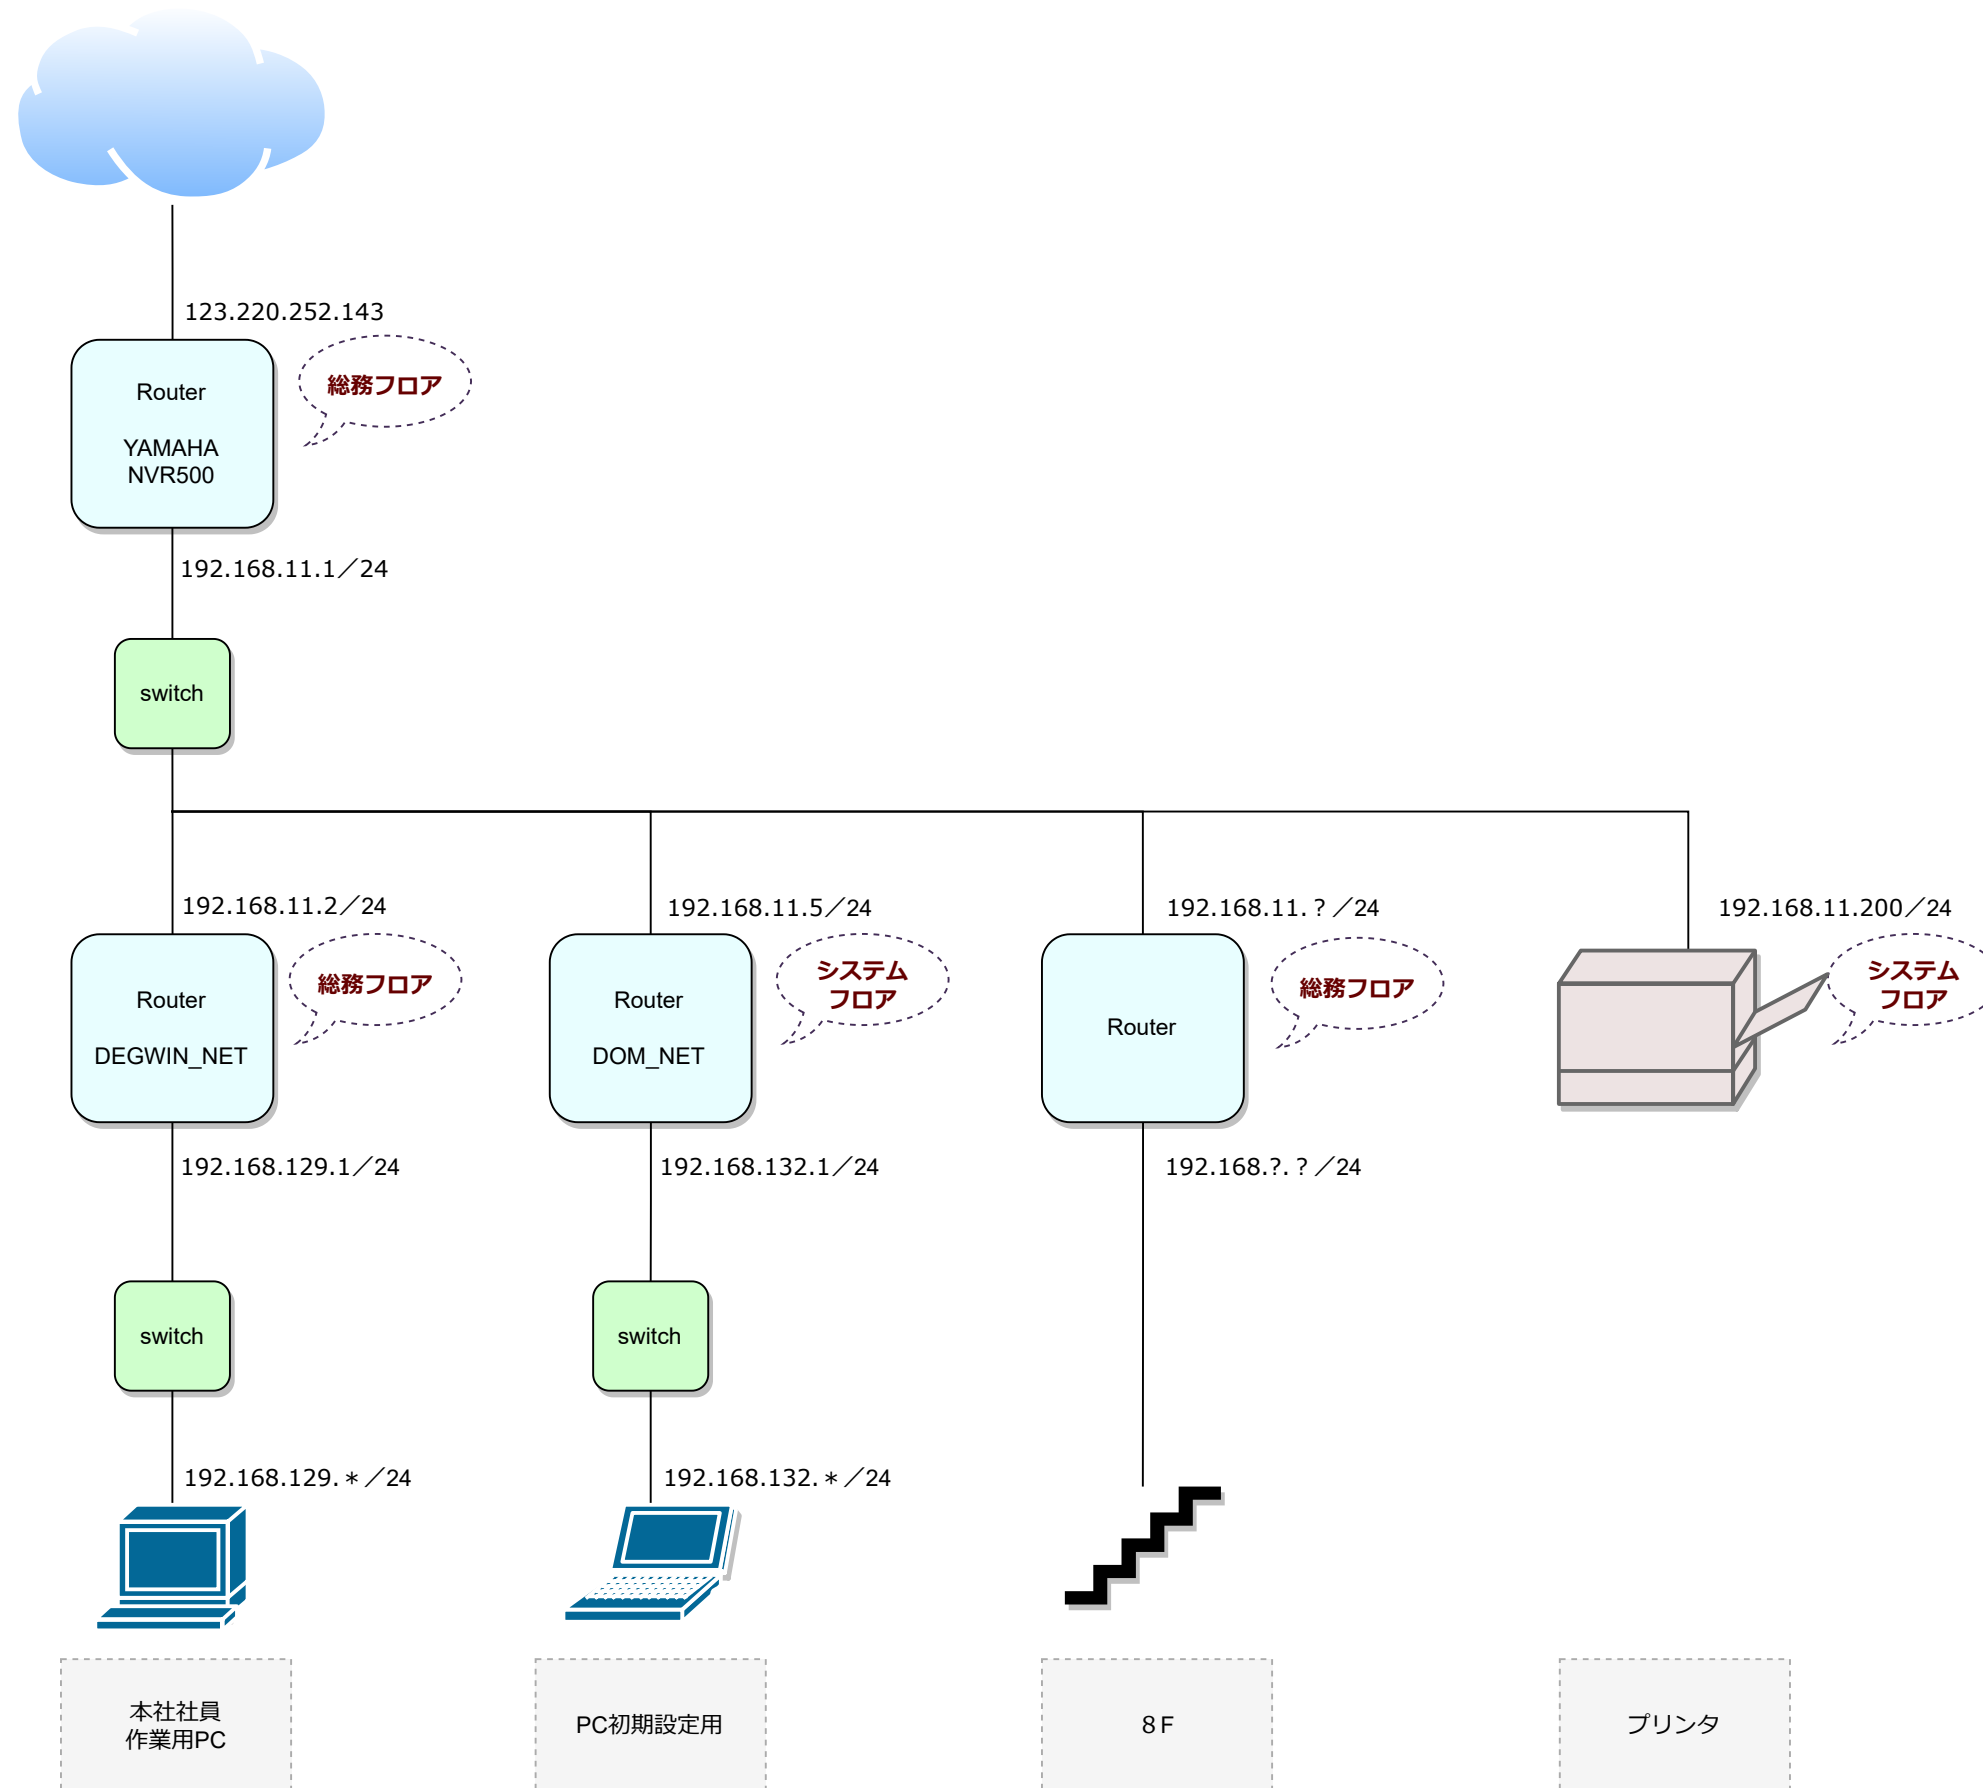 123.220.252.143
Router
YAMAHA
NVR500
総務フロア
192.168.11.1／24
switch
192.168.11.2／24
192.168.11.5／24
192.168.11.？／24
192.168.11.200／24
Router
DEGWIN_NET
総務フロア
Router
DOM_NET
システム
フロア
Router
総務フロア
システム
フロア
192.168.129.1／24
192.168.132.1／24
192.168.?.？／24
switch
switch
192.168.129.＊／24
192.168.132.＊／24
本社社員
作業用PC
PC初期設定用
８F
プリンタ